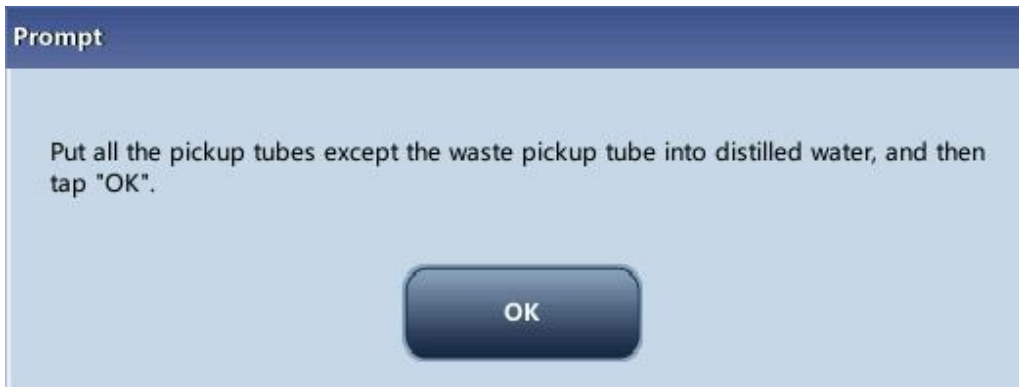 Prompt
Put all the pickup tubes except the waste pickup tube into distilled water, and then
tap "OK".
OK